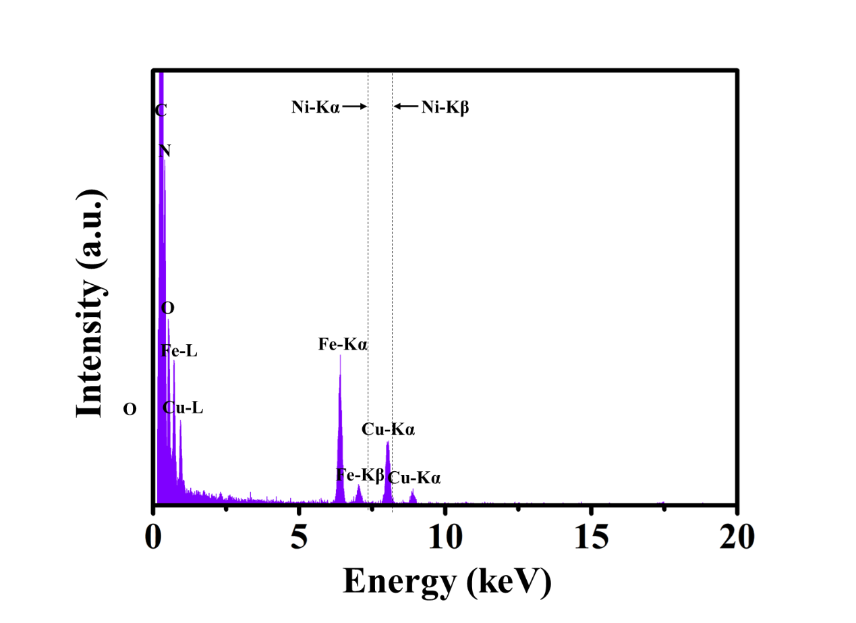 Ni-Kα
Ni-Kβ
C
N
O
Fe-L
Fe-Kα
O
Cu-L
Cu-Kα
Fe-Kβ
Cu-Kα
Intensity (a.u.)
0
5
10
15
20
Energy (keV)